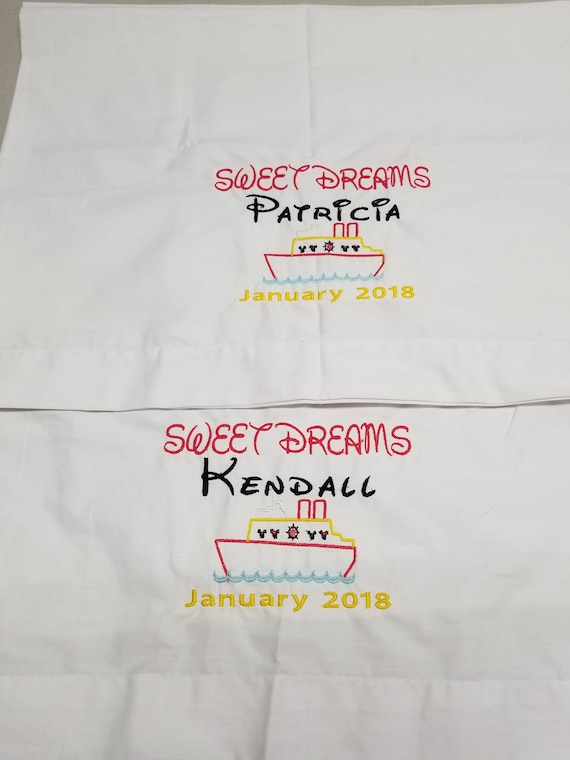 SWEET DREAMS
PATRICIA
January 2018
SWEET DREAMS
KENDALL
January 2018